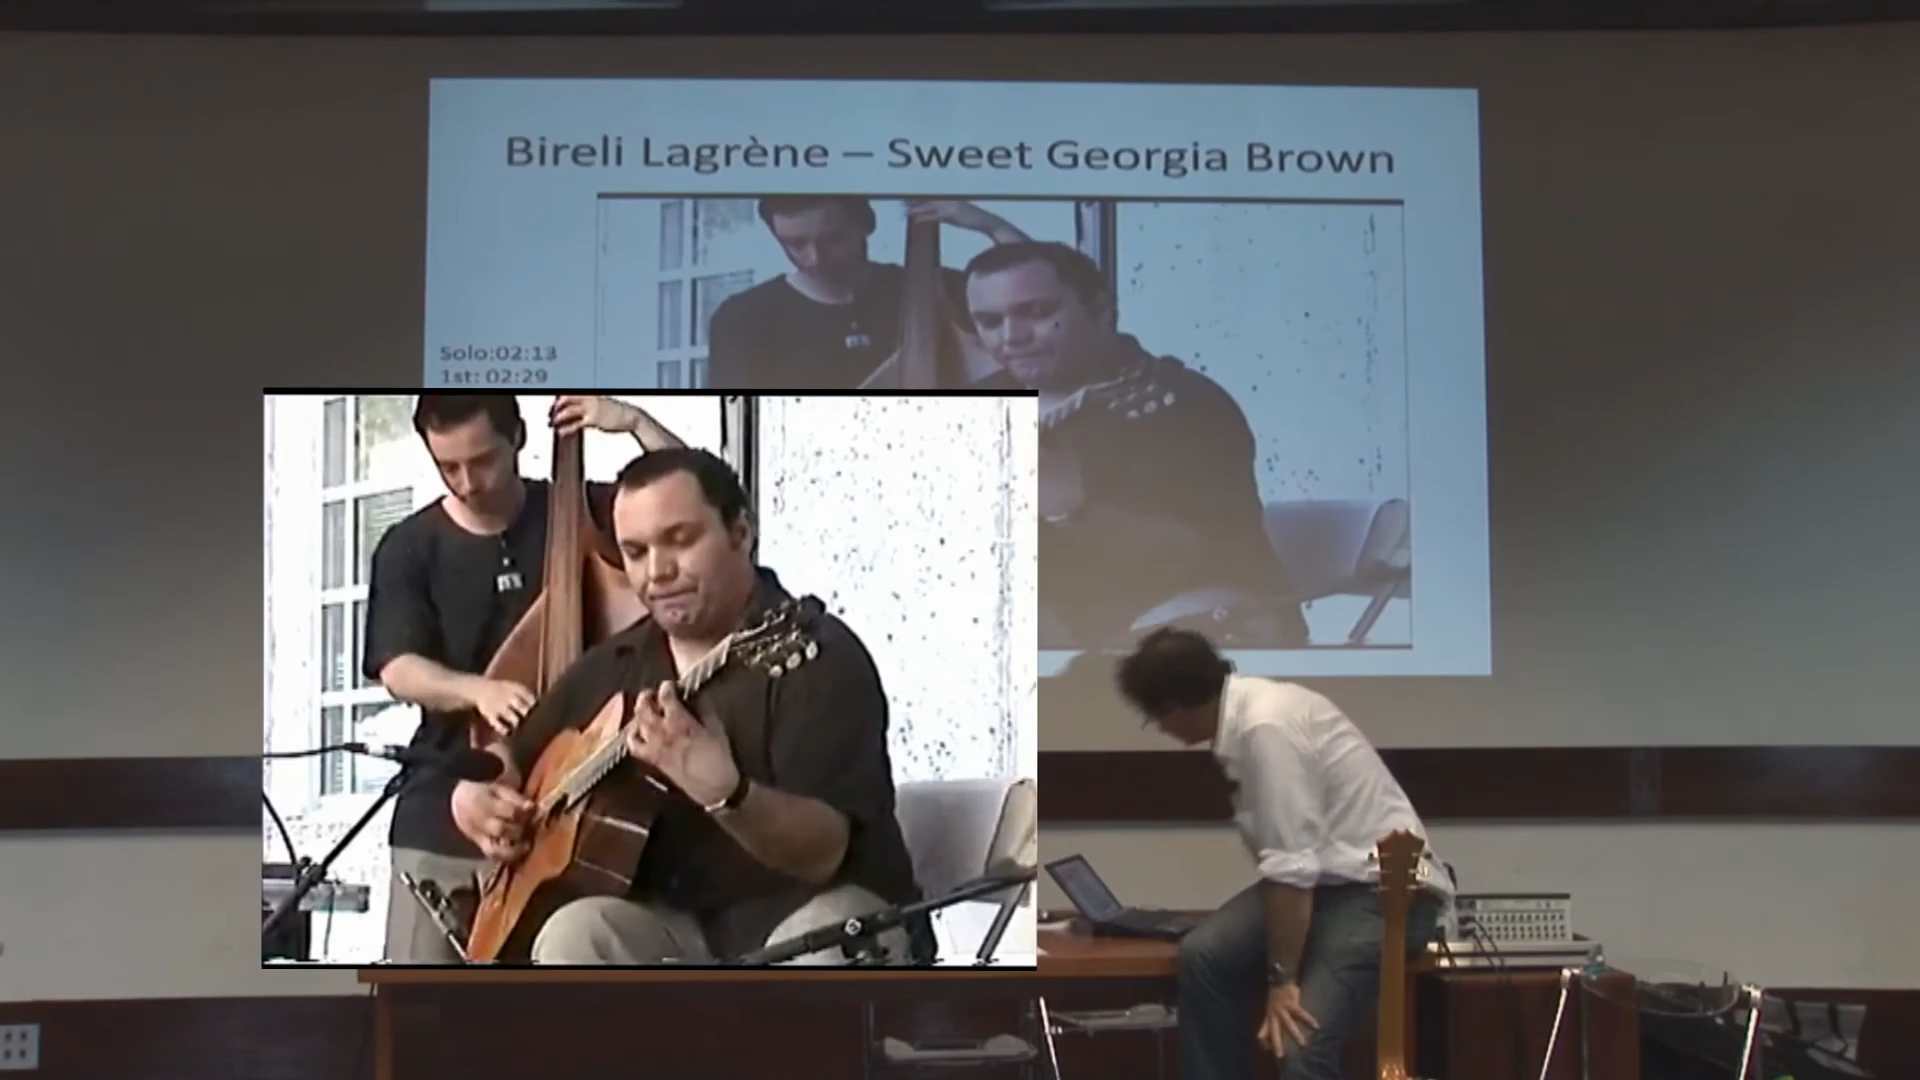 Bireli Lagrène – Sweet Georgia Brown
Solo:02:13
1st: 02:29